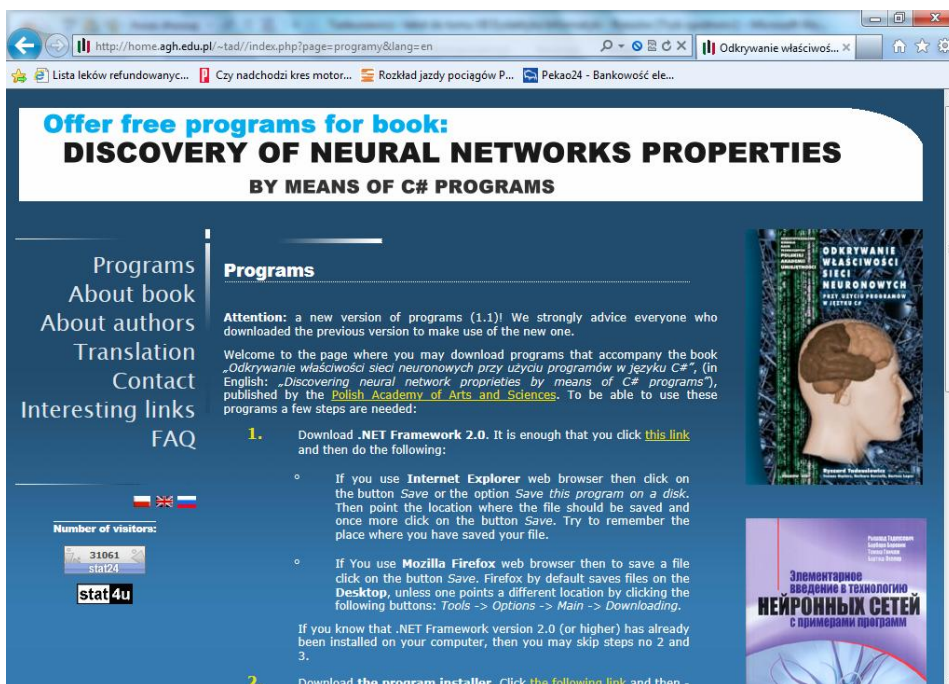 http://home.agh.edu.pl/~tad//index.php?page=programy&lang=en
Odkrywanie właściwoś...
Lista leków refundowanyc...
Czy nadchodzi kres motor...
Rozkład jazdy pociągów P...
Pekao24 - Bankowość ele...
Offer free programs for book:
DISCOVERY OF NEURAL NETWORKS PROPERTIES
BY MEANS OF C# PROGRAMS
Programs
About book
About authors
Translation
Contact
Interesting links
FAQ
Number of visitors:
31061
stat24
stat4u
Programs
Attention: a new version of programs (1.1)! We strongly advice everyone who
downloaded the previous version to make use of the new one.
Welcome to the page where you may download programs that accompany the book
„Odkrywanie właściwości sieci neuronowych przy użyciu programów w języku C#”, (in
English: „Discovering neural network proprieties by means of C# programs”),
published by the Polish Academy of Arts and Sciences. To be able to use these
programs a few steps are needed:
1. Download .NET Framework 2.0. It is enough that you click this link
and then do the following:
If you use Internet Explorer web browser then click on
the button Save or the option Save this program on a disk.
Then point the location where the file should be saved and
once more click on the button Save. Try to remember the
place where you have saved your file.
If You use Mozilla Firefox web browser then to save a file
click on the button Save. Firefox by default saves files on the
Desktop, unless one points a different location by clicking the
following buttons: Tools -> Options -> Main -> Downloading.
If you know that .NET Framework version 2.0 (or higher) has already
been installed on your computer, then you may skip steps no 2 and
3.
2. Download the program installer. Click the following link and then -
ODKRYWANIE
WŁAŚCIWOŚCI
SIECI
NEURONOWYCH
PRZY UŻYCIU PROGRAMÓW
W JĘZYKU C#
Ryszard Tadeusiewicz
Элементарное
введение в технологию
НЕЙРОННЫХ СЕТЕЙ
с примерами программ